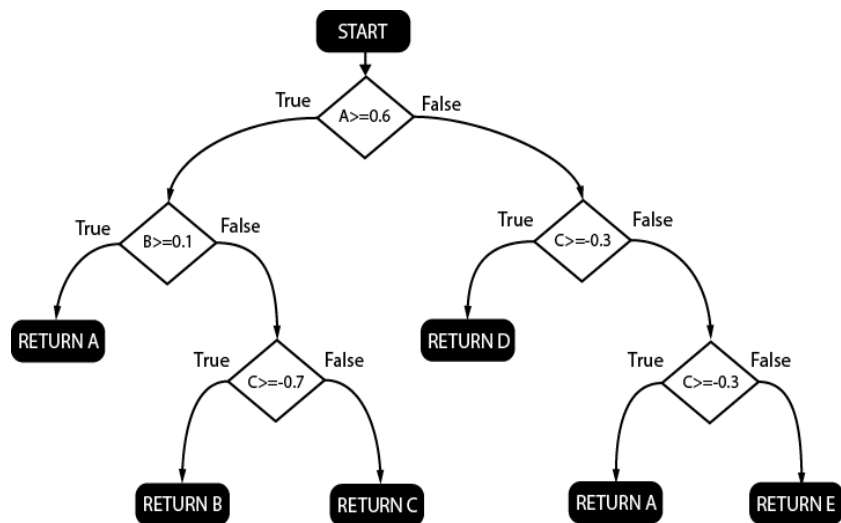 START
True
False
A>=0.6
True
False
True
False
B>=0.1
C>=-0.3
RETURN A
RETURN D
True
False
True
False
C>=-0.7
C>=-0.3
RETURN B
RETURN C
RETURN A
RETURN E